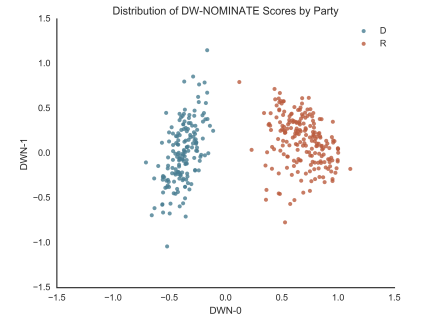 Distribution of DW-NOMINATE Scores by Party
D
R
1.5
1.0
0.5
0.0
−0.5
−1.0
−1.5
DWN-1
−1.5 −1.0 −0.5 0.0 0.5 1.0 1.5
DWN-0